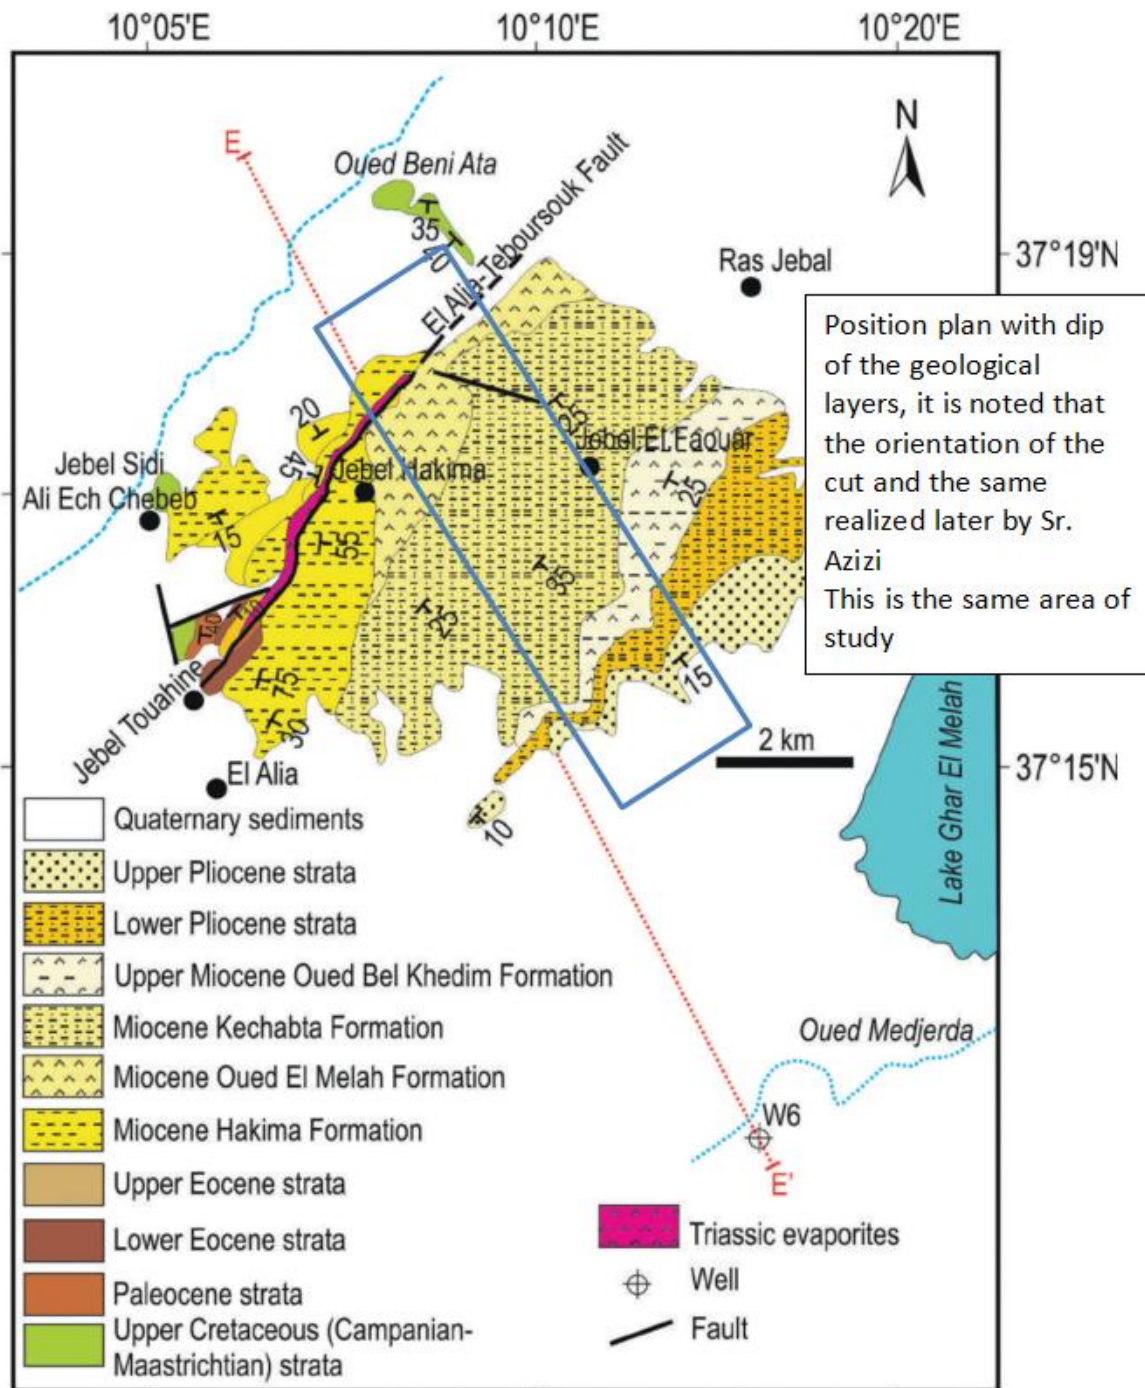 10°05'E
10°10'E
10°20'E
E
Oued Beni Ata
N
35
40
El Alia-Teboursouk Fault
37°19'N
Ras Jebal
Position plan with dip
of the geological
layers, it is noted that
the orientation of the
cut and the same
realized later by Sr.
Azizi
This is the same area of
study
20
55
Jebel El Faouar
45
Jebel Hakima
Jebel Sidi
Ali Ech Chebeb
25
15
55
35
10
40
25
15
75
30
Jebel Touahine
El Alia
2 km
37°15'N
Lake Ghar El Melah
10
Quaternary sediments
Upper Pliocene strata
Lower Pliocene strata
Upper Miocene Oued Bel Khedim Formation
Miocene Kechabta Formation
Miocene Oued El Melah Formation
Miocene Hakima Formation
Upper Eocene strata
Lower Eocene strata
Paleocene strata
Upper Cretaceous (Campanian-
Maastrichtian) strata
Oued Medjerda
W6
E'
Triassic evaporites
Well
Fault